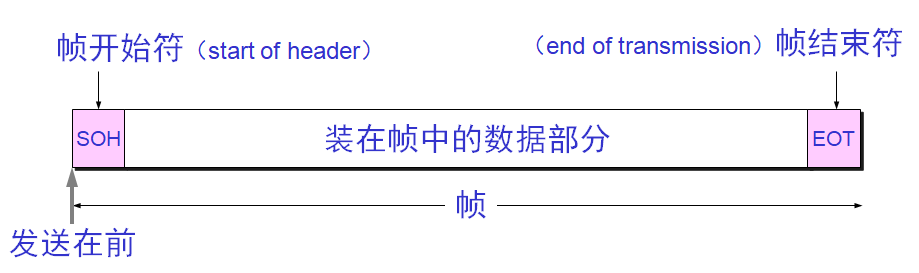 帧开始符（start of header）
（end of transmission）帧结束符
SOH
装在帧中的数据部分
EOT
帧
发送在前